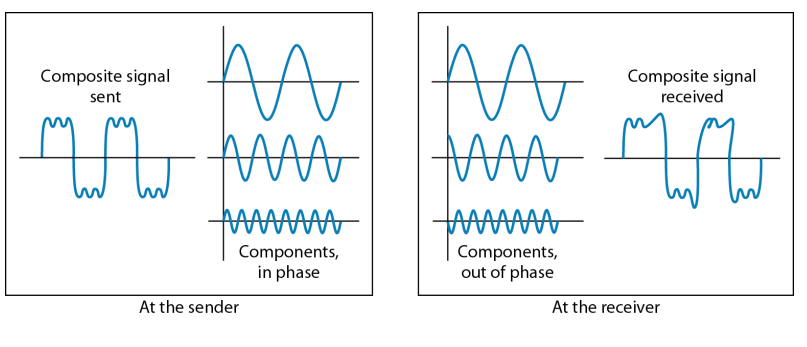 Composite signal
sent
Components,
in phase
At the sender
Composite signal
received
Components,
out of phase
At the receiver